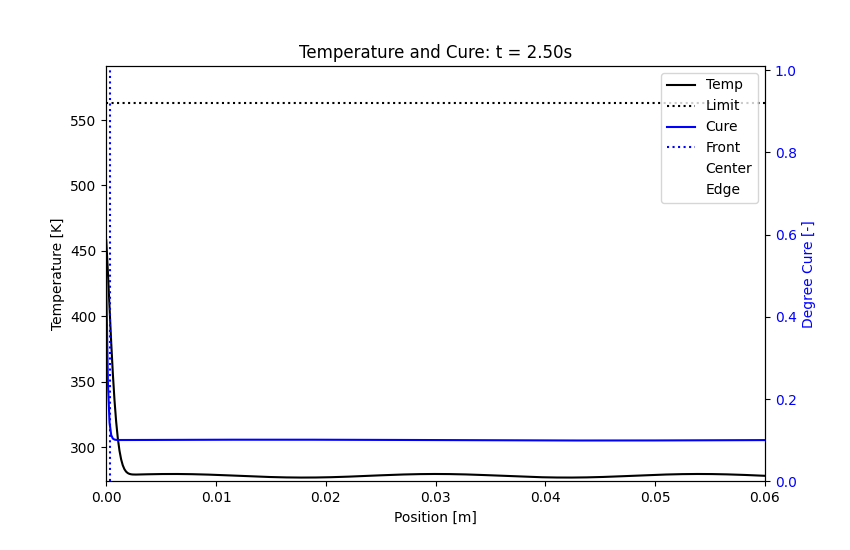 Temperature and Cure: t = 2.50s
Temp
Limit
Cure
Front
Center
Edge
550
500
450
400
350
300
Temperature [K]
1.0
0.8
0.6
0.4
0.2
0.0
Degree Cure [-]
0.00 0.01 0.02 0.03 0.04 0.05 0.06
Position [m]